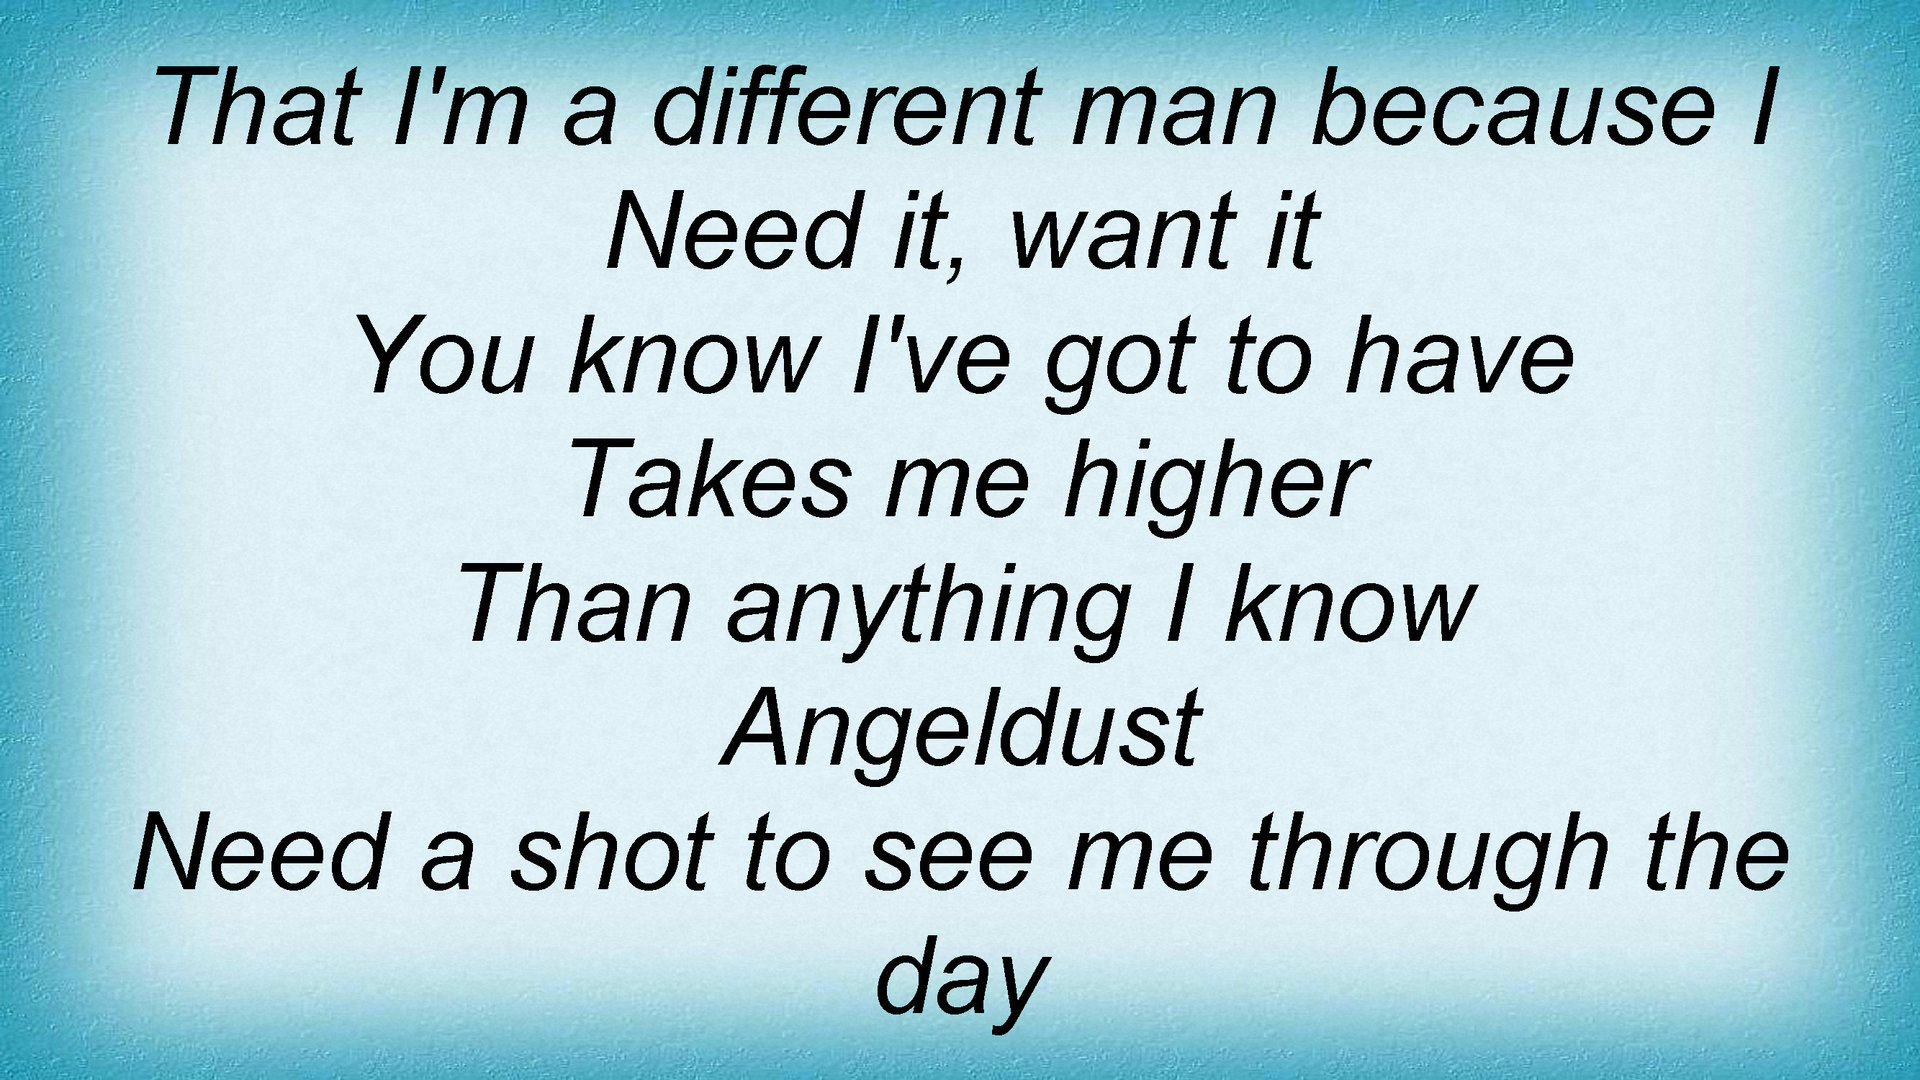 That I'm a different man because I
Need it, want it
You know I've got to have
Takes me higher
Than anything I know
Angeldust
Need a shot to see me through the
day